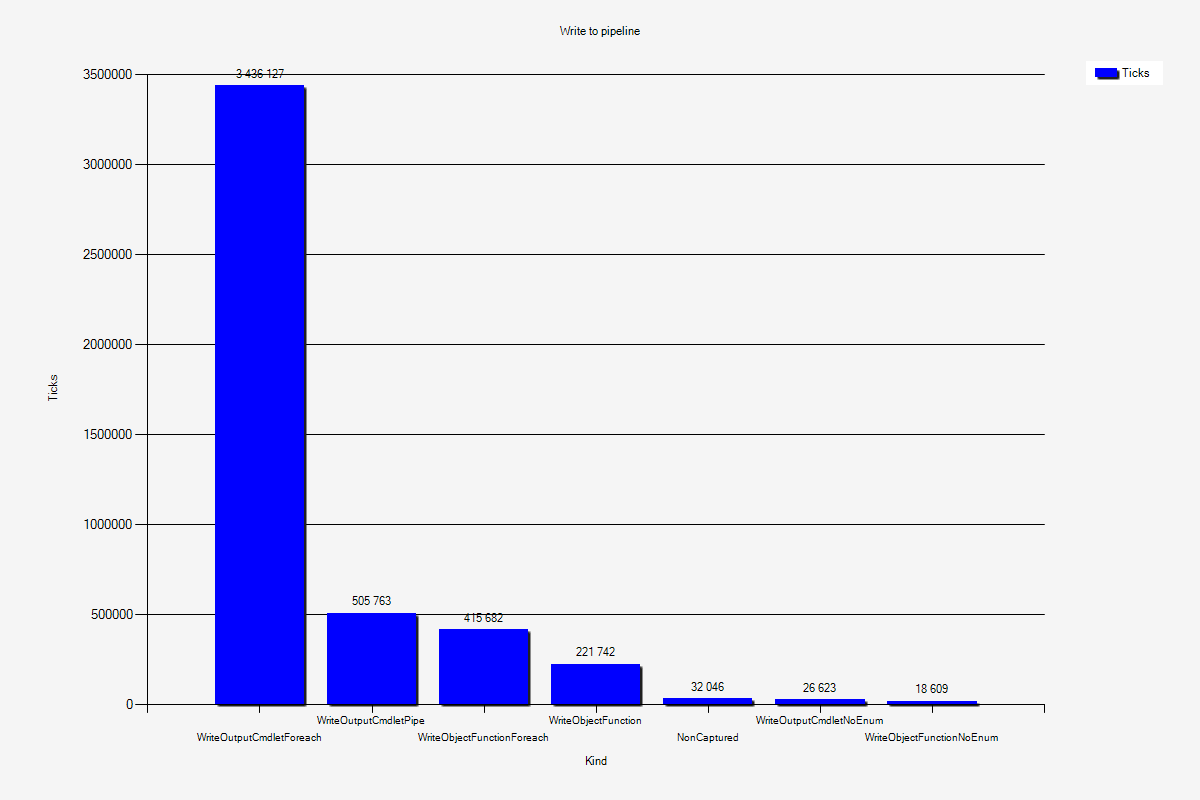 Write to pipeline
Ticks
3500000
3000000
2500000
2000000
1500000
1000000
500000
0
Ticks
3 436 127
505 763
415 682
221 742
32 046
26 623
18 609
WriteOutputCmdletForeach
WriteOutputCmdletPipe
WriteObjectFunctionForeach
WriteObjectFunction
NonCaptured
WriteOutputCmdletNoEnum
WriteObjectFunctionNoEnum
Kind